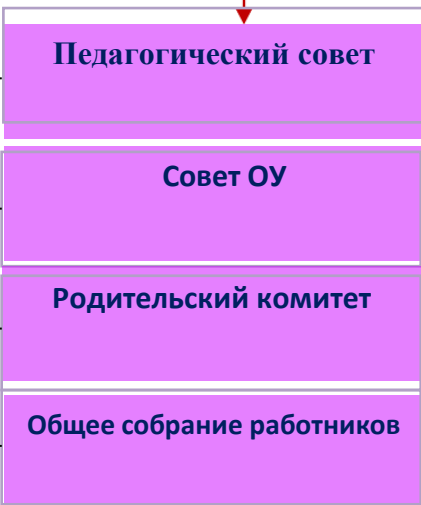 Педагогический совет
Совет ОУ
Родительский комитет
Общее собрание работников